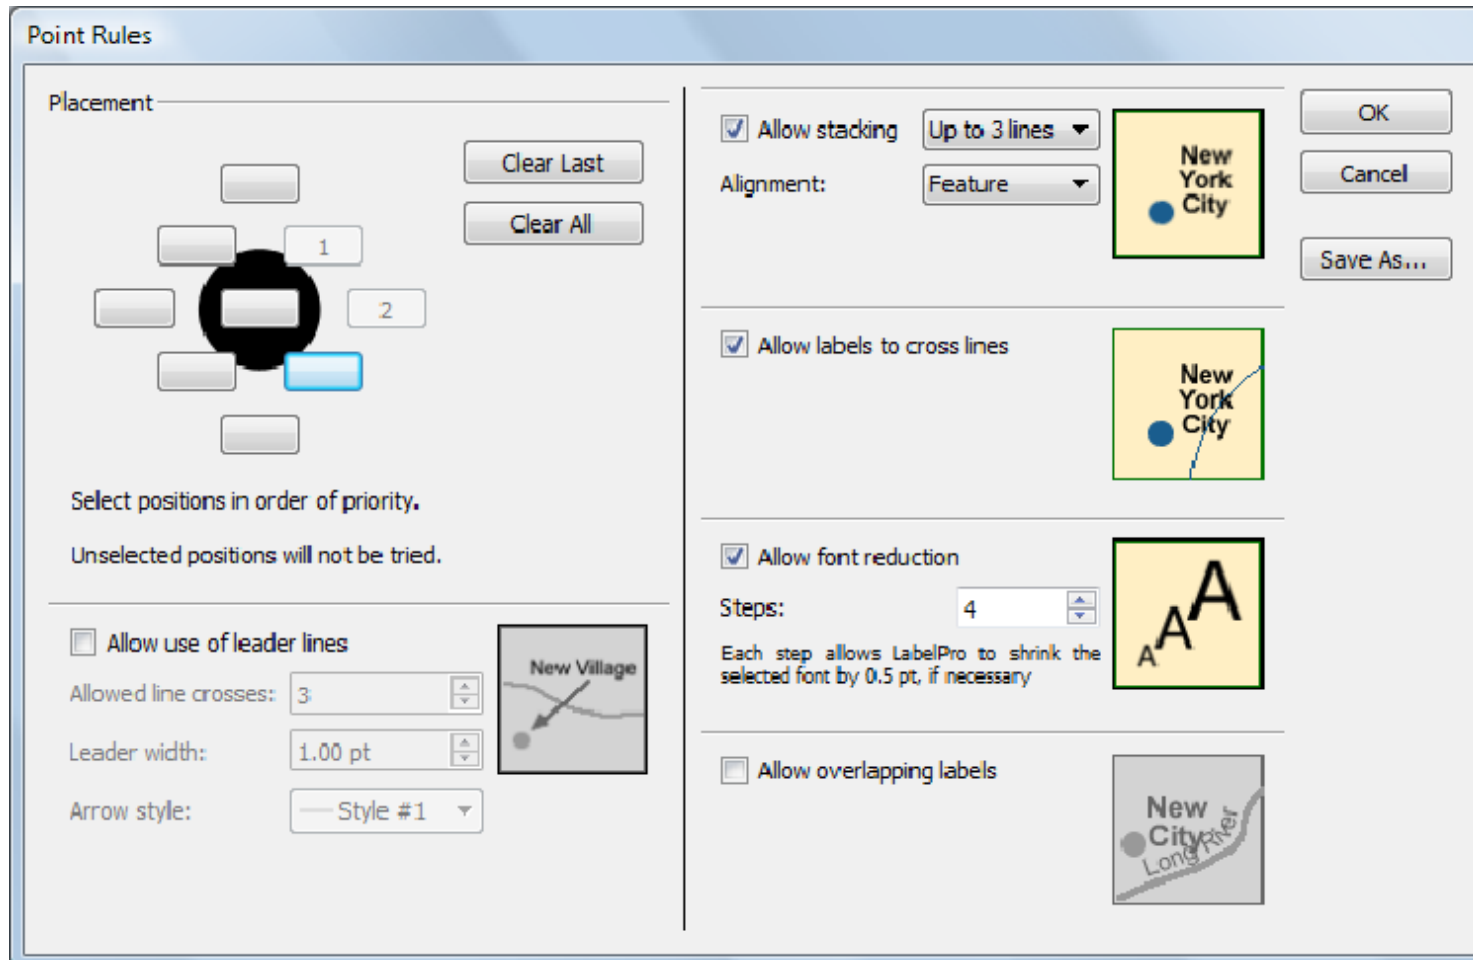 Point Rules
Placement
Clear Last
Clear All
1
2
Select positions in order of priority.
Unselected positions will not be tried.
Allow use of leader lines
Allowed line crosses: 3
Leader width: 1.00 pt
Arrow style: Style #1
New Village
Allow stacking Up to 3 lines
Alignment: Feature
New
York
City
Allow labels to cross lines
New
York
City
Allow font reduction
Steps: 4
Each step allows LabelPro to shrink the
selected font by 0.5 pt, if necessary
A A A
Allow overlapping labels
New
City
Long River
OK
Cancel
Save As...